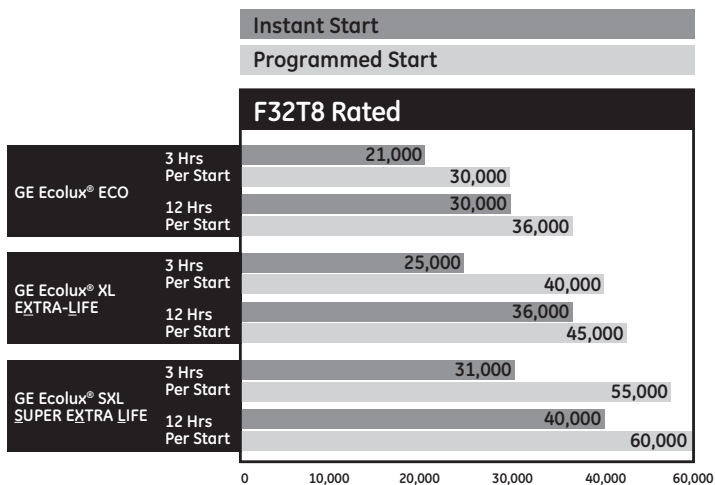 Instant Start
Programmed Start
F32T8 Rated
GE Ecolux® ECO
3 Hrs
Per Start
21,000
30,000
12 Hrs
Per Start
30,000
36,000
GE Ecolux® XL
EXTRA-LIFE
3 Hrs
Per Start
25,000
40,000
12 Hrs
Per Start
36,000
45,000
GE Ecolux® SXL
SUPER EXTRA LIFE
3 Hrs
Per Start
31,000
55,000
12 Hrs
Per Start
40,000
60,000
0 10,000 20,000 30,000 40,000 60,000